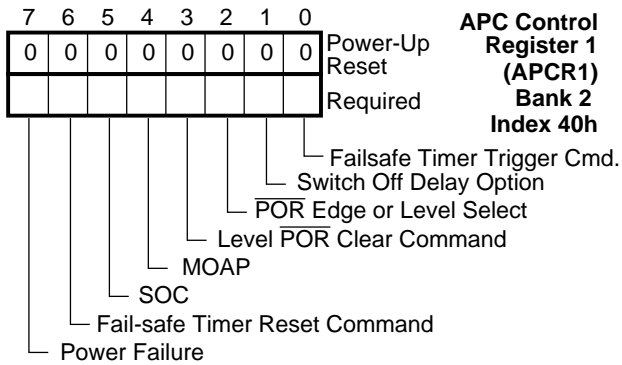 7 6 5 4 3 2 1 0
APC Control
Register 1
(APCR1)
Bank 2
Index 40h
0 0 0 0 0 0 0 0
Power-Up
Reset
Required
Failsafe Timer Trigger Cmd.
Switch Off Delay Option
POR Edge or Level Select
Level POR Clear Command
MOAP
SOC
Fail-safe Timer Reset Command
Power Failure